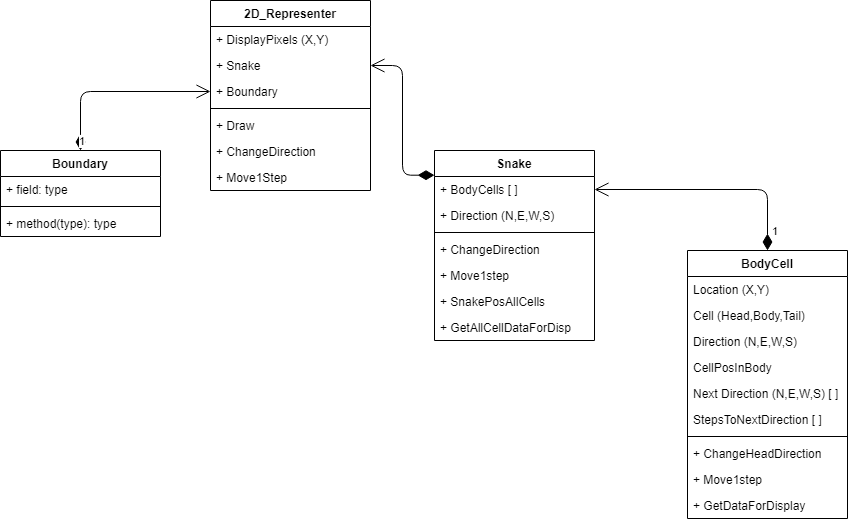 2D_Representer
+ DisplayPixels (X,Y)
+ Snake
+ Boundary
+ Draw
+ ChangeDirection
+ Move1Step
1
Boundary
+ field: type
+ method(type): type
Snake
+ BodyCells [ ]
+ Direction (N,E,W,S)
+ ChangeDirection
+ Move1step
+ SnakePosAllCells
+ GetAllCellDataForDisp
1
BodyCell
Location (X,Y)
Cell (Head,Body,Tail)
Direction (N,E,W,S)
CellPosInBody
Next Direction (N,E,W,S) [ ]
StepsToNextDirection [ ]
+ ChangeHeadDirection
+ Move1step
+ GetDataForDisplay